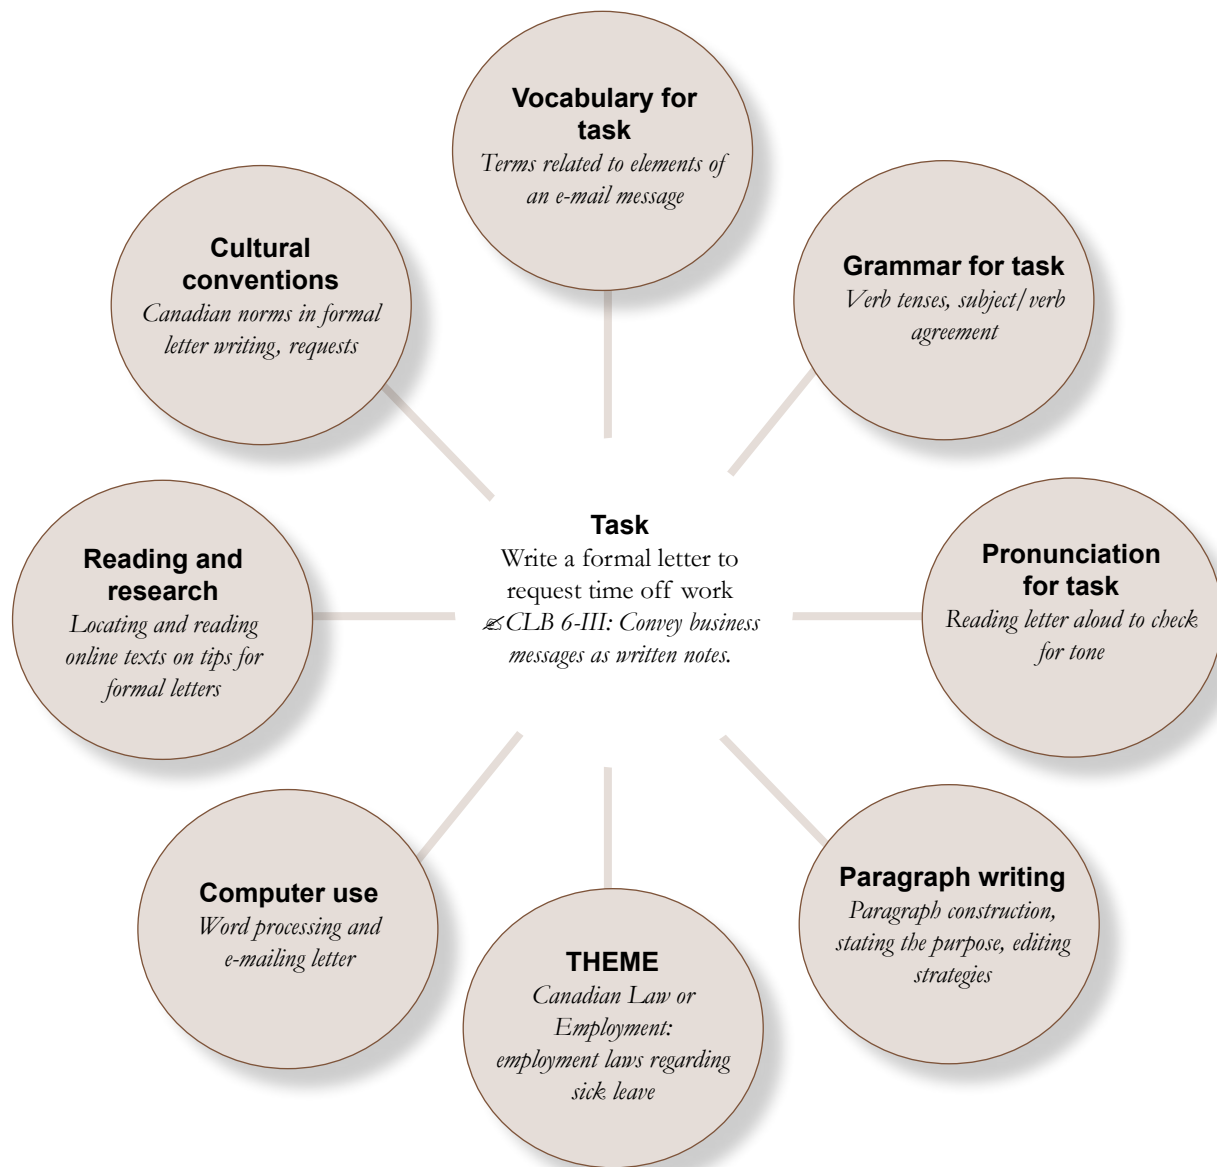 Vocabulary for
task
Terms related to elements of
an e-mail message
Cultural
conventions
Canadian norms in formal
letter writing, requests
Grammar for task
Verb tenses, subject/verb
agreement
Task
Write a formal letter to
request time off work
✍CLB 6-III: Convey business
messages as written notes.
Reading and
research
Locating and reading
online texts on tips for
formal letters
Pronunciation
for task
Reading letter aloud to check
for tone
Computer use
Word processing and
e-mailing letter
Paragraph writing
Paragraph construction,
stating the purpose, editing
strategies
THEME
Canadian Law or
Employment:
employment laws regarding
sick leave